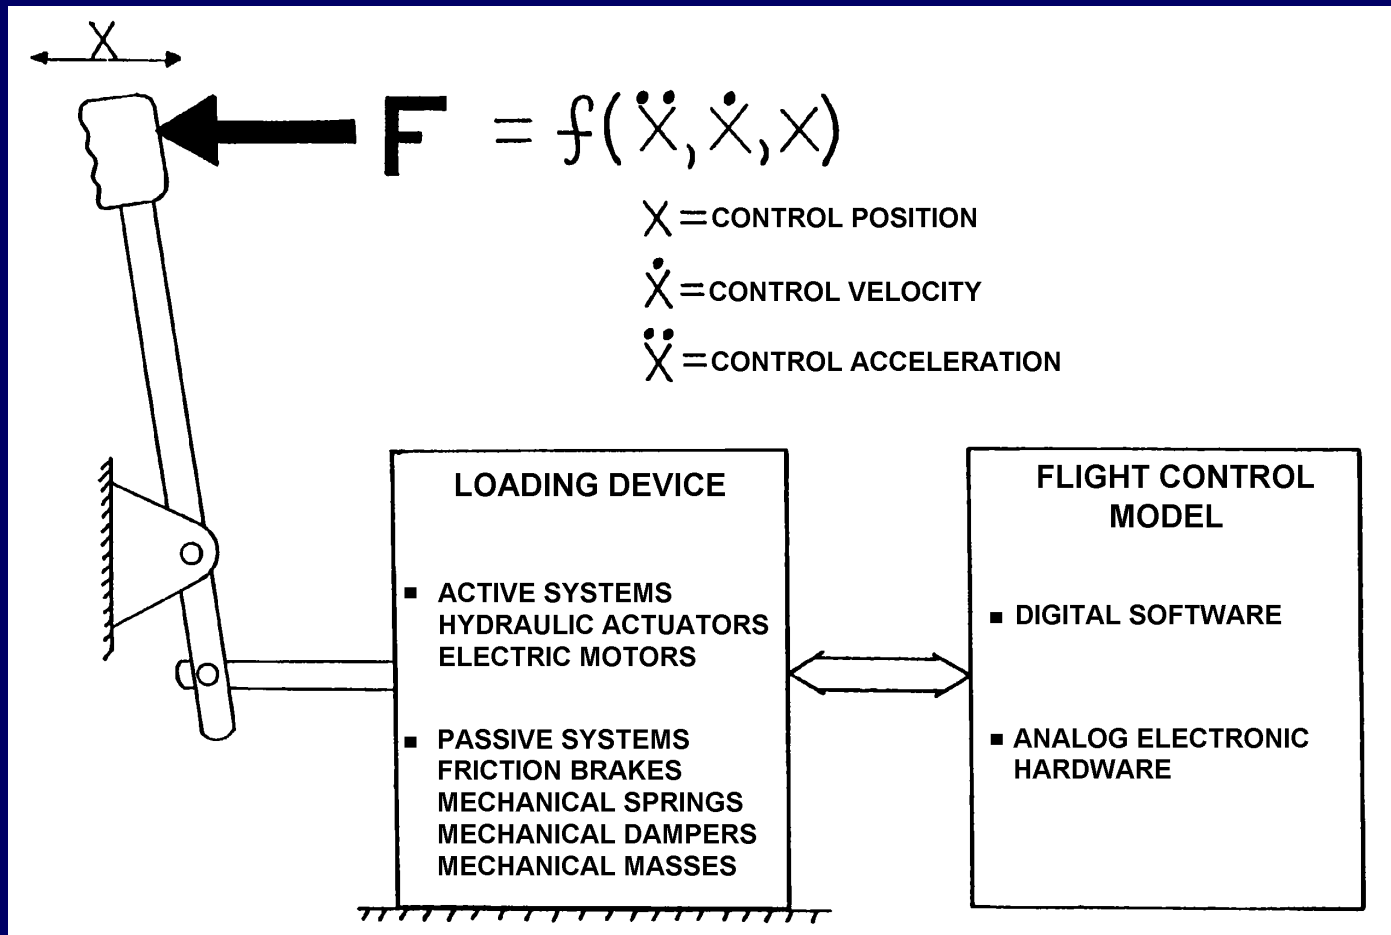 X
F = f(Ẍ, Ẋ, X)
X = CONTROL POSITION
Ẋ = CONTROL VELOCITY
Ẍ = CONTROL ACCELERATION
LOADING DEVICE
▪ ACTIVE SYSTEMS
HYDRAULIC ACTUATORS
ELECTRIC MOTORS
▪ PASSIVE SYSTEMS
FRICTION BRAKES
MECHANICAL SPRINGS
MECHANICAL DAMPERS
MECHANICAL MASSES
FLIGHT CONTROL
MODEL
▪ DIGITAL SOFTWARE
▪ ANALOG ELECTRONIC
HARDWARE